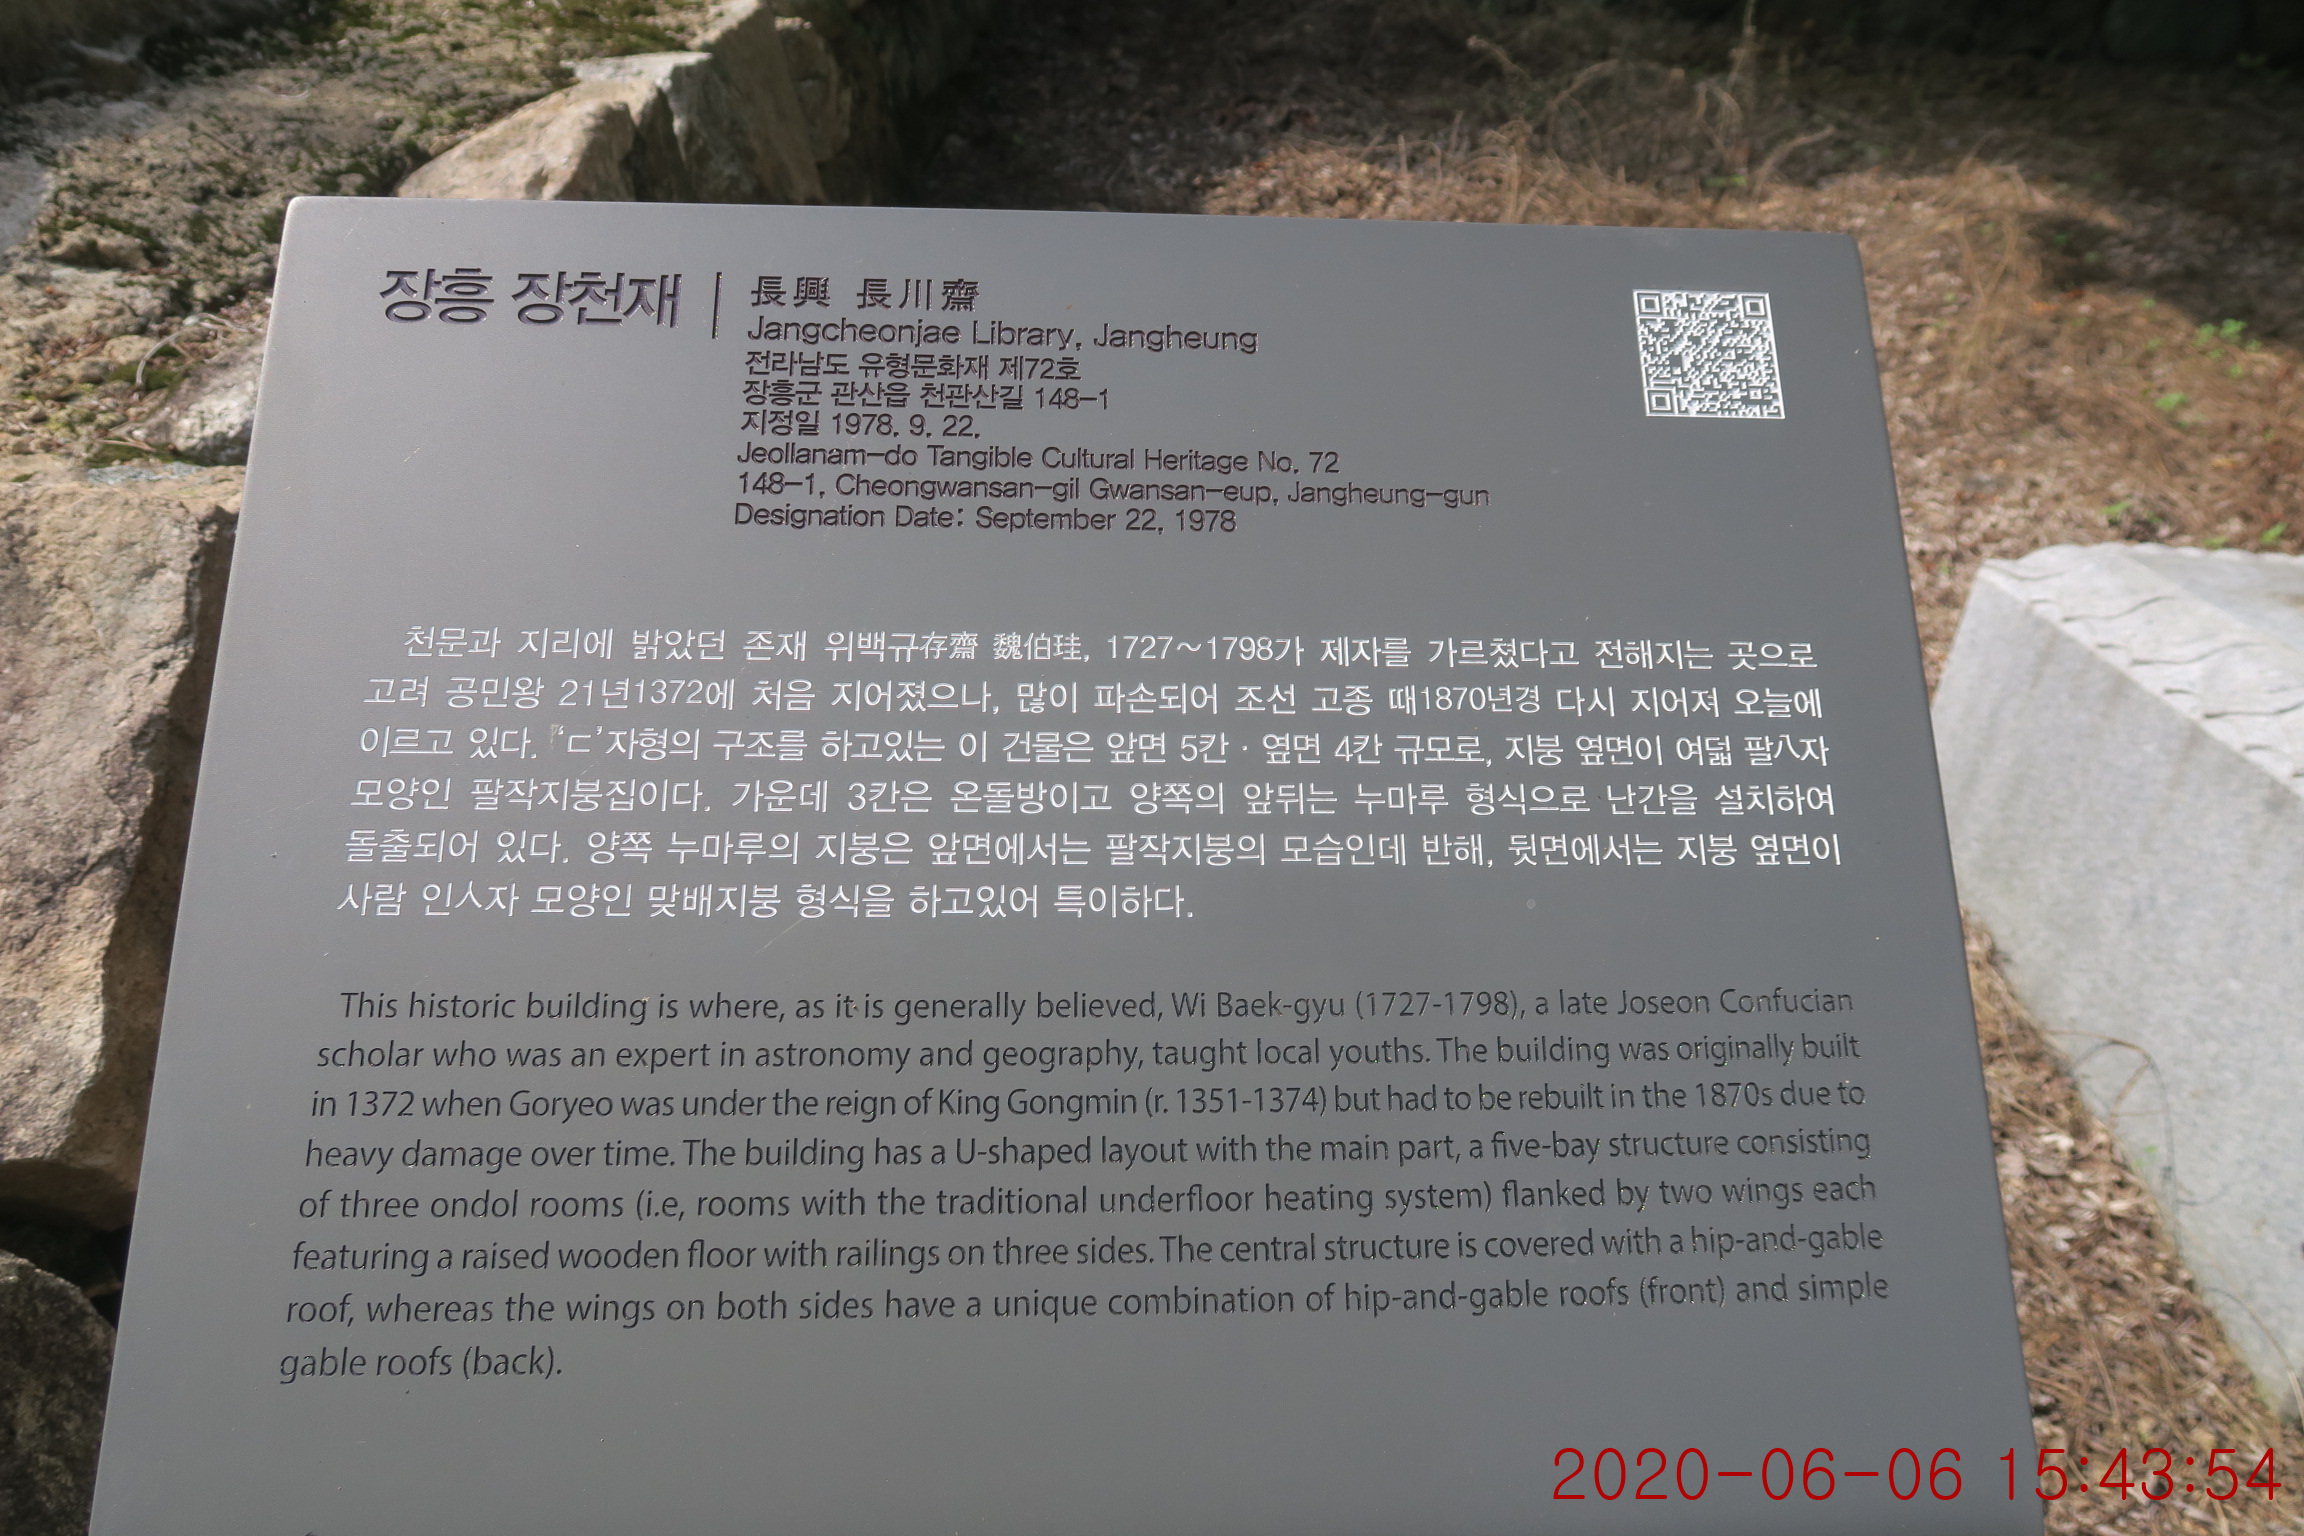 장흥 장천재
長興 長川齋
Jangcheonjae Library, Jangheung
전라남도 유형문화재 제72호
장흥군 관산읍 천관산길 148-1
지정일 1978. 9. 22.
Jeollanam-do Tangible Cultural Heritage No. 72
148-1, Cheongwansan-gil Gwansan-eup, Jangheung-gun
Designation Date: September 22, 1978
천문과 지리에 밝았던 존재 위백규存齋 魏伯珪, 1727~1798가 제자를 가르쳤다고 전해지는 곳으로
고려 공민왕 21년1372에 처음 지어졌으나, 많이 파손되어 조선 고종 때1870년경 다시 지어져 오늘에
이르고 있다. ‘ㄷ’자형의 구조를 하고있는 이 건물은 앞면 5칸 · 옆면 4칸 규모로, 지붕 옆면이 여덟 팔八자
모양인 팔작지붕집이다. 가운데 3칸은 온돌방이고 양쪽의 앞뒤는 누마루 형식으로 난간을 설치하여
돌출되어 있다. 양쪽 누마루의 지붕은 앞면에서는 팔작지붕의 모습인데 반해, 뒷면에서는 지붕 옆면이
사람 인人자 모양인 맞배지붕 형식을 하고있어 특이하다.
This historic building is where, as it is generally believed, Wi Baek-gyu (1727-1798), a late Joseon Confucian
scholar who was an expert in astronomy and geography, taught local youths. The building was originally built
in 1372 when Goryeo was under the reign of King Gongmin (r. 1351-1374) but had to be rebuilt in the 1870s due to
heavy damage over time. The building has a U-shaped layout with the main part, a five-bay structure consisting
of three ondol rooms (i.e, rooms with the traditional underfloor heating system) flanked by two wings each
featuring a raised wooden floor with railings on three sides. The central structure is covered with a hip-and-gable
roof, whereas the wings on both sides have a unique combination of hip-and-gable roofs (front) and simple
gable roofs (back).
2020-06-06 15:43:54